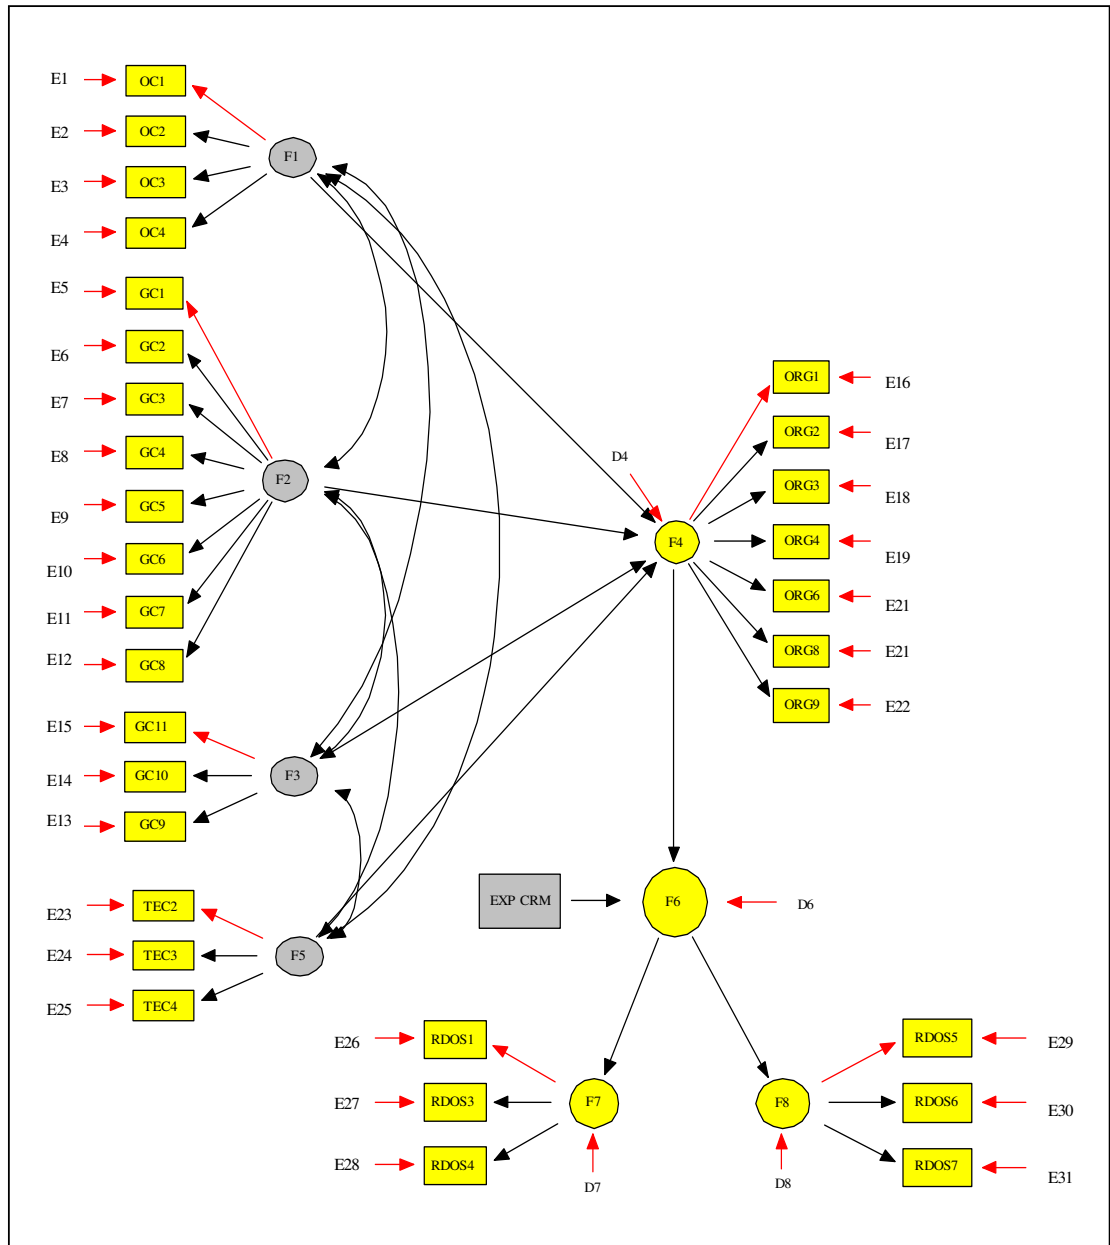 E1 OC1
E2 OC2
E3 OC3
E4 OC4
F1
E5 GC1
E6 GC2
E7 GC3
E8 GC4
E9 GC5
E10 GC6
E11 GC7
E12 GC8
F2
E15 GC11
E14 GC10
E13 GC9
F3
E23 TEC2
E24 TEC3
E25 TEC4
F5
D4
F4
ORG1 E16
ORG2 E17
ORG3 E18
ORG4 E19
ORG6 E21
ORG8 E21
ORG9 E22
EXP CRM
F6
D6
E26 RDOS1
E27 RDOS3
E28 RDOS4
F7
D7
F8
D8
RDOS5 E29
RDOS6 E30
RDOS7 E31